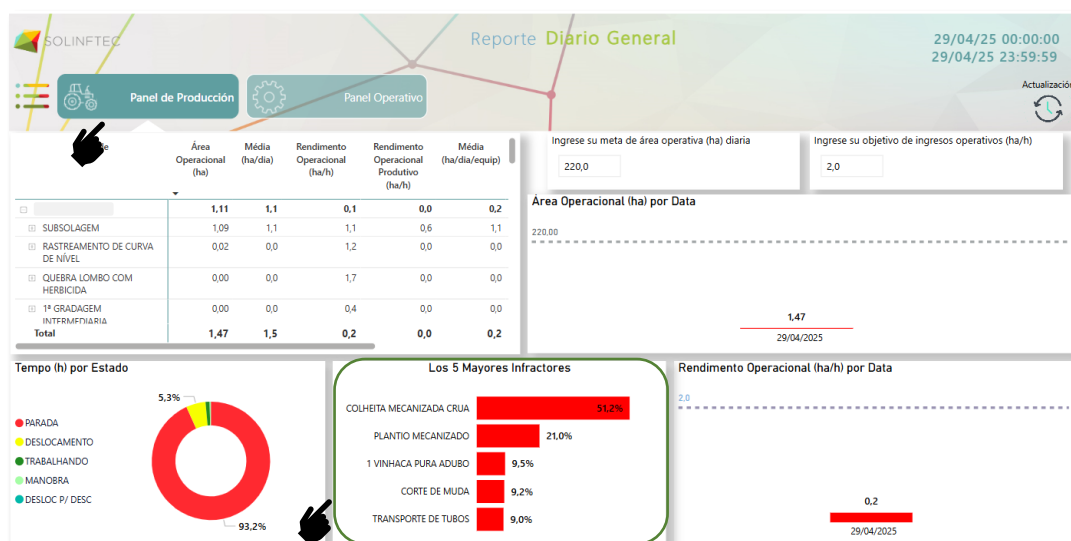 SOLINFTEC
Reporte Diario General
29/04/25 00:00:00
29/04/25 23:59:59
Panel de Producción
Panel Operativo
Actualización
Área Operacional (ha)
Média (ha/dia)
Rendimento Operacional (ha/h)
Rendimento Operacional Produtivo (ha/h)
Média (ha/dia/equip)
1,11 1,1 0,1 0,0 0,2
SUBSOLAGEM 1,09 1,1 1,1 0,6 1,1
RASTREAMENTO DE CURVA DE NÍVEL 0,02 0,0 1,2 0,0 0,0
QUEBRA LOMBO COM HERBICIDA 0,00 0,0 1,7 0,0 0,0
1ª GRADAGEM INTERMEDIARIA 0,00 0,0 0,4 0,0 0,0
Total 1,47 1,5 0,2 0,0 0,2
Ingrese su meta de área operativa (ha) diaria
220,0
Ingrese su objetivo de ingresos operativos (ha/h)
2,0
Área Operacional (ha) por Data
220,00
1,47
29/04/2025
Tempo (h) por Estado
PARADA
DESLOCAMENTO
TRABALHANDO
MANOBRA
DESLOC P/ DESC
5,3%
93,2%
Los 5 Mayores Infractores
COLHEITA MECANIZADA CRUA 51,2%
PLANTIO MECANIZADO 21,0%
1 VINHACA PURA ADUBO 9,5%
CORTE DE MUDA 9,2%
TRANSPORTE DE TUBOS 9,0%
Rendimento Operacional (ha/h) por Data
2,0
0,2
29/04/2025